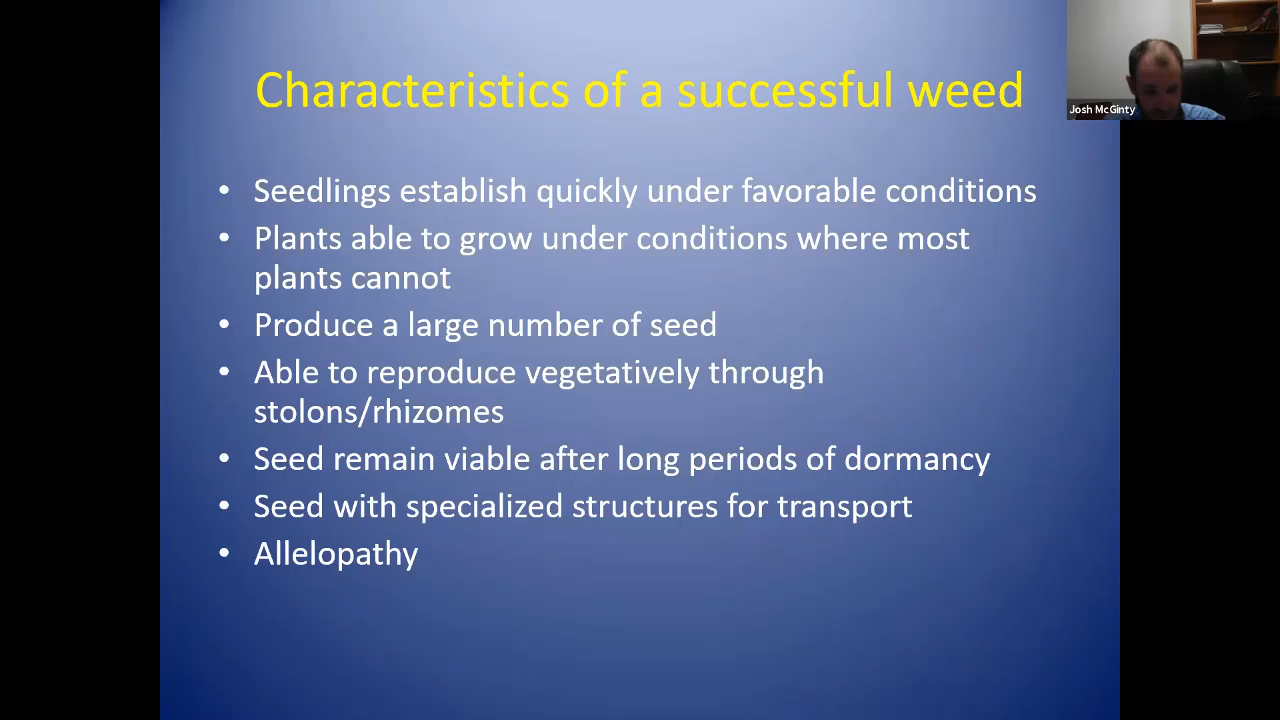 Characteristics of a successful weed
Josh McGinty
• Seedlings establish quickly under favorable conditions
• Plants able to grow under conditions where most
plants cannot
• Produce a large number of seed
• Able to reproduce vegetatively through
stolons/rhizomes
• Seed remain viable after long periods of dormancy
• Seed with specialized structures for transport
• Allelopathy